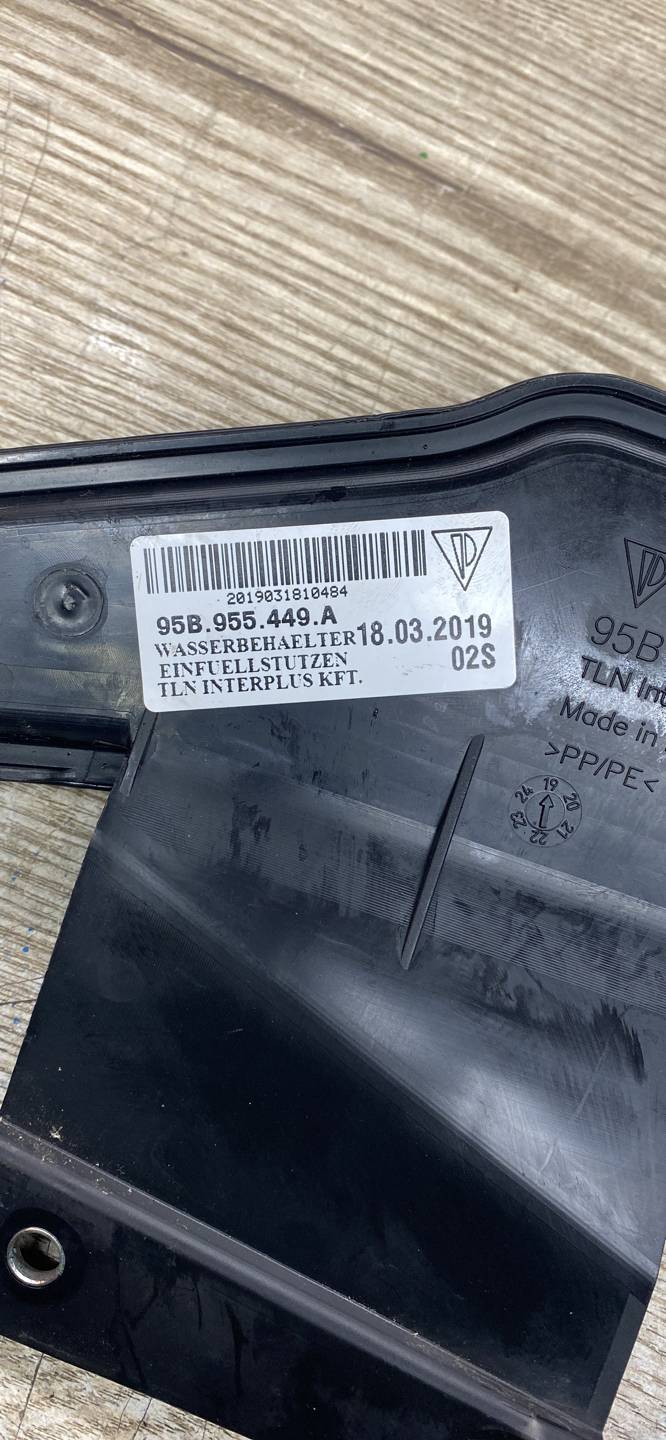 2019031810484
95B.955.449.A
WASSERBEHAELTER 18.03.2019
EINFUELLSTUTZEN 02S
TLN INTERPLUS KFT.
95B
TLN Int
Made in
>PP/PE<
19 20 21 22 23 24